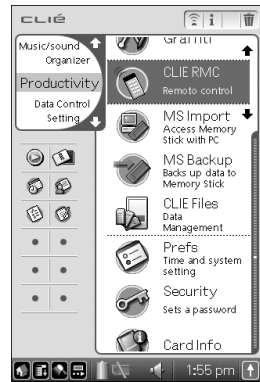 CLIÉ
i
Music/sound
Organizer
Productivity
Data Control
Setting
Graffiti
CLIE RMC
Remoto control
MS Import
Access Memory
Stick with PC
MS Backup
Backs up data to
Memory Stick
CLIE Files
Data
Management
Prefs
Time and system
setting
Security
Sets a password
Card Info
1:55 pm